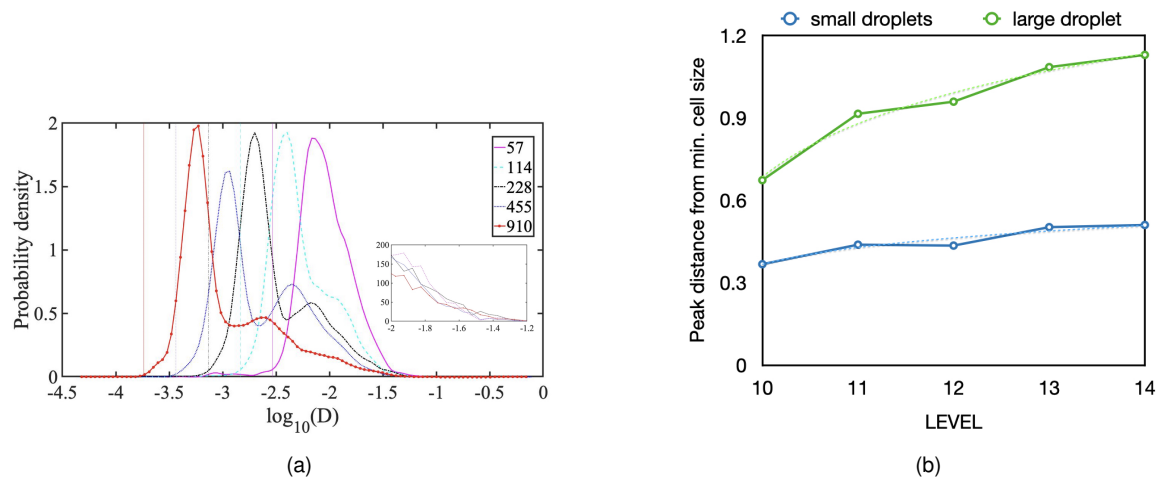 small droplets large droplet
1.2
0.9
0.6
0.3
0
Peak distance from min. cell size
10 11 12 13 14
LEVEL
2
1.5
1
0.5
0
Probability density
57
114
228
455
910
200
150
100
50
0
-2 -1.8 -1.6 -1.4 -1.2
-4.5 -4 -3.5 -3 -2.5 -2 -1.5 -1 -0.5 0
log10(D)
(a) (b)